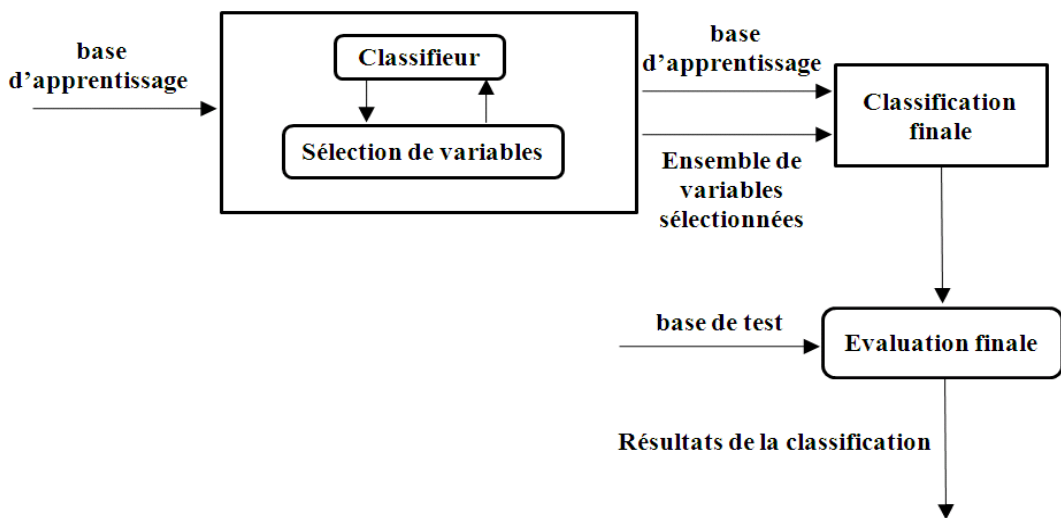 base
d’apprentissage
Classifieur
Sélection de variables
base
d’apprentissage
Ensemble de
variables
sélectionnées
Classification
finale
base de test
Evaluation finale
Résultats de la classification